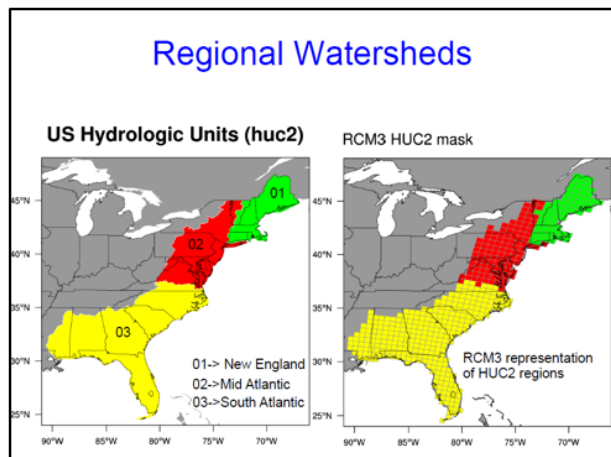 Regional Watersheds
US Hydrologic Units (huc2)
45°N
40°N
35°N
30°N
25°N
90°W 85°W 80°W 75°W 70°W
01
02
03
01-> New England
02->Mid Atlantic
03->South Atlantic
RCM3 HUC2 mask
45°N
40°N
35°N
30°N
25°N
90°W 85°W 80°W 75°W 70°W
RCM3 representation
of HUC2 regions